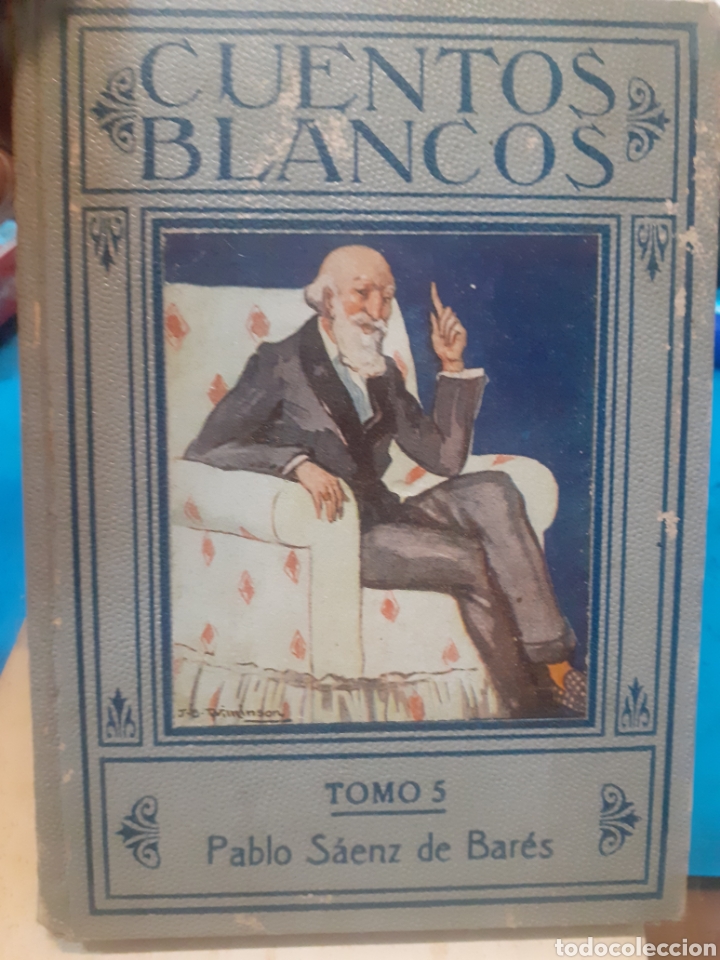 CUENTOS
BLANCOS
TOMO 5
Pablo Sáenz de Barés
todocoleccion